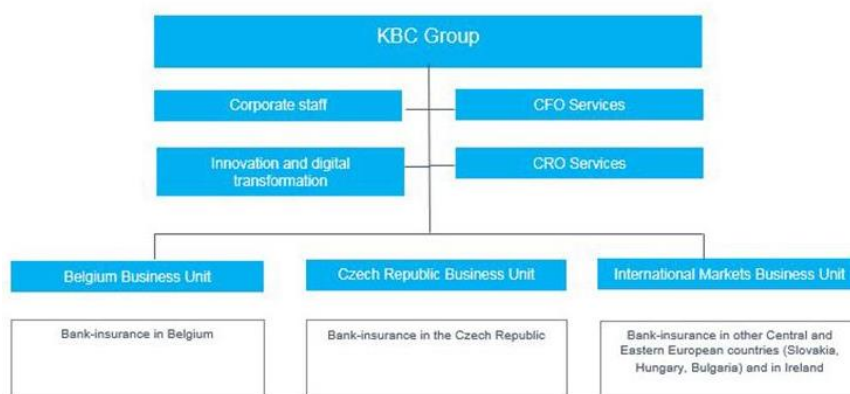 KBC Group
Corporate staff
CFO Services
Innovation and digital
transformation
CRO Services
Belgium Business Unit
Czech Republic Business Unit
International Markets Business Unit
Bank-insurance in Belgium
Bank-insurance in the Czech Republic
Bank-insurance in other Central and
Eastern European countries (Slovakia,
Hungary, Bulgaria) and in Ireland